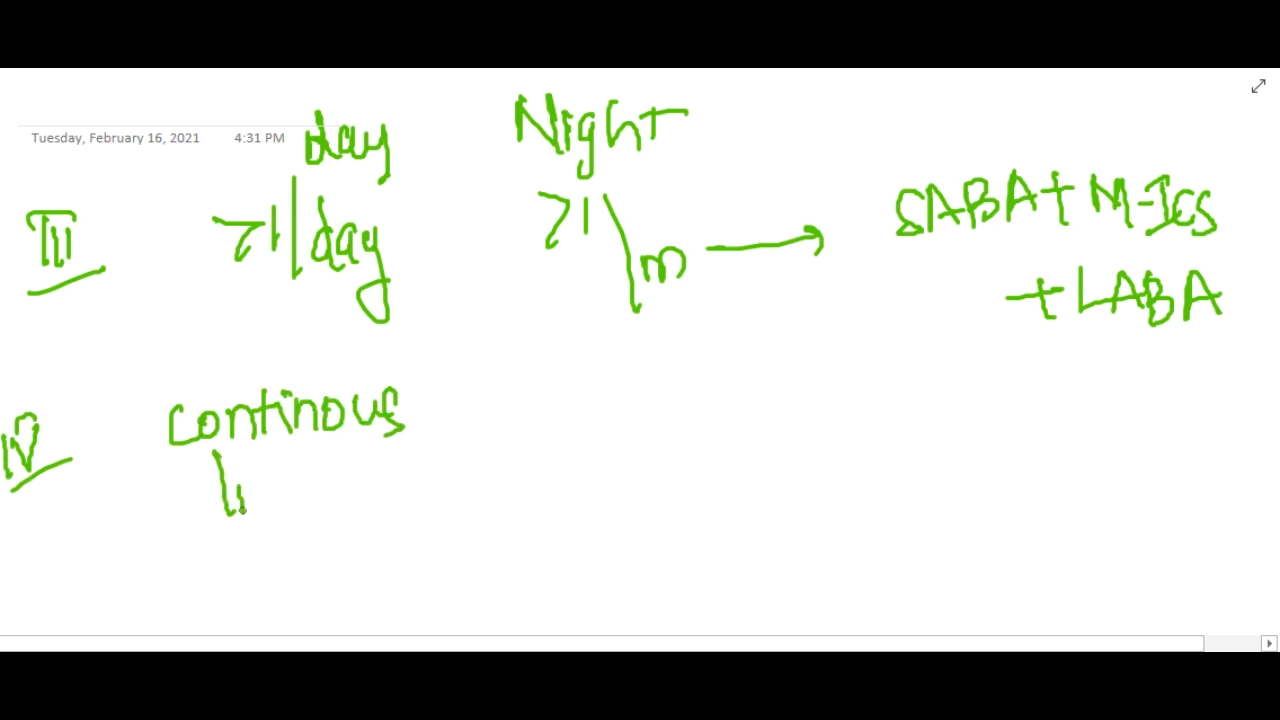 Tuesday, February 16, 2021 4:31 PM
day Night
III >1/day >1/m → SABA + M-ICS
+ LABA
IV continous